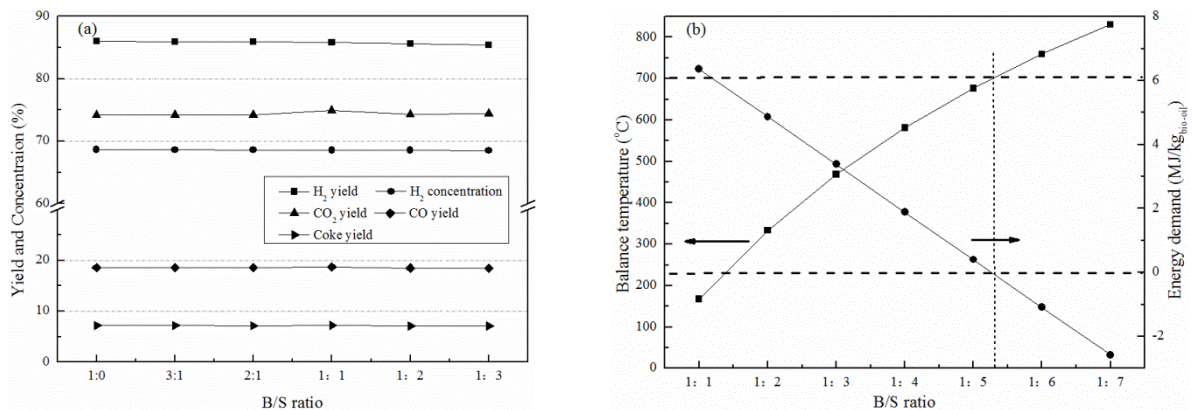 (a)
90
80
70
60
20
10
0
Yield and Concentraion (%)
H2 yield
H2 concentration
CO2 yield
CO yield
Coke yield
1:0 3:1 2:1 1：1 1：2 1：3
B/S ratio
(b)
800
700
600
500
400
300
200
100
0
Balance temperature (°C)
8
6
4
2
0
-2
Energy demand (MJ/kgbio-oil)
1：1 1：2 1：3 1：4 1：5 1：6 1：7
B/S ratio